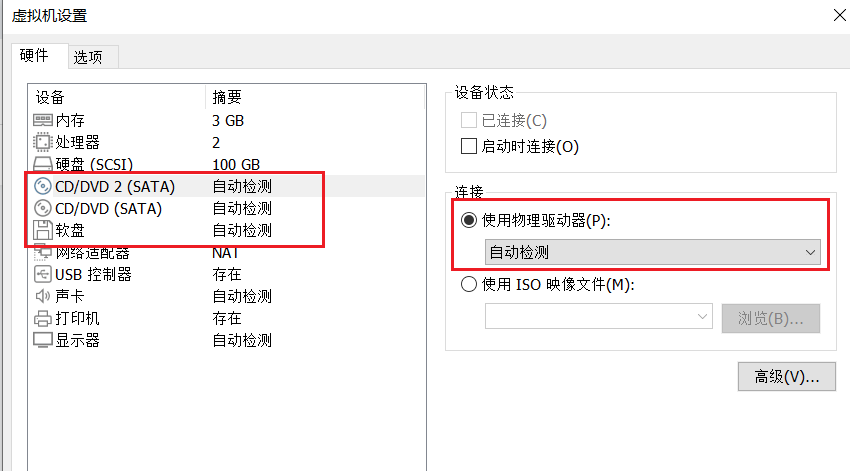 虚拟机设置
硬件 选项
设备 摘要
内存 3 GB
处理器 2
硬盘 (SCSI) 100 GB
CD/DVD 2 (SATA) 自动检测
CD/DVD (SATA) 自动检测
软盘 自动检测
网络适配器 NAT
USB 控制器 存在
声卡 自动检测
打印机 存在
显示器 自动检测
设备状态
已连接(C)
启动时连接(O)
连接
使用物理驱动器(P):
自动检测
使用 ISO 映像文件(M):
浏览(B)...
高级(V)...